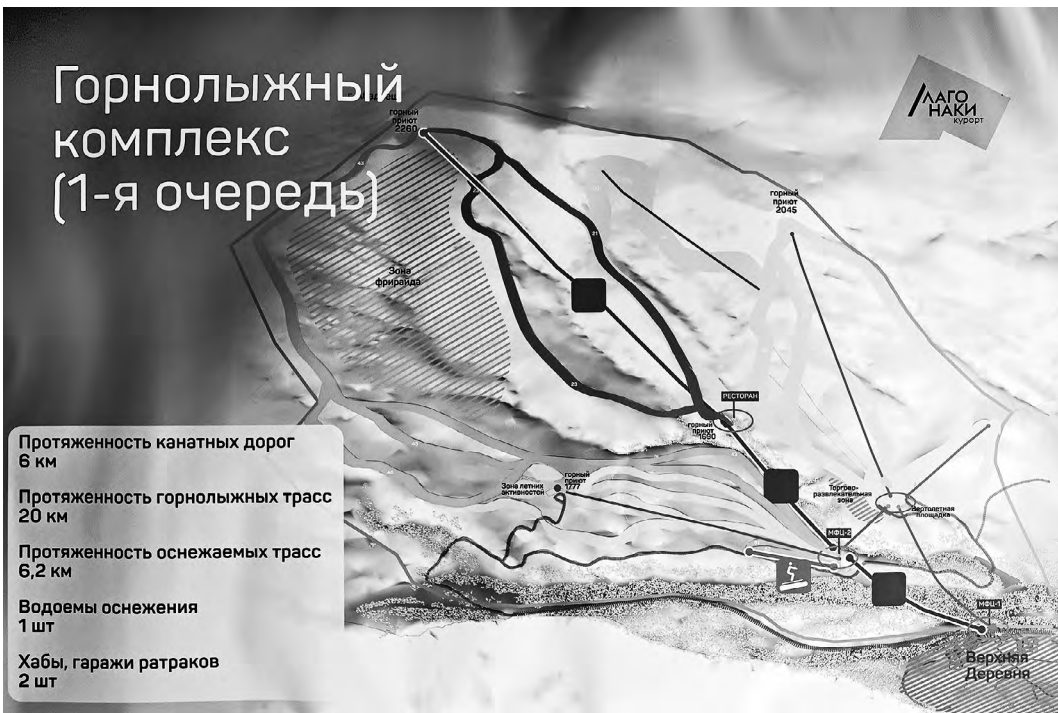 Горнолыжный
комплекс
(1-я очередь)
ЛАГО
НАКИ
курорт
горный
приют
2260
43
горный
приют
2045
21
Зона
фрирайда
23
РЕСТОРАН
горный
приют
1690
Зона летних
активностей
горный
приют
1777
Торгово-
развлекательная
зона
Вертолетная
площадка
МФЦ-2
МФЦ-1
Верхняя
Деревня
Протяженность канатных дорог
6 км
Протяженность горнолыжных трасс
20 км
Протяженность оснежаемых трасс
6,2 км
Водоемы оснежения
1 шт
Хабы, гаражи ратраков
2 шт